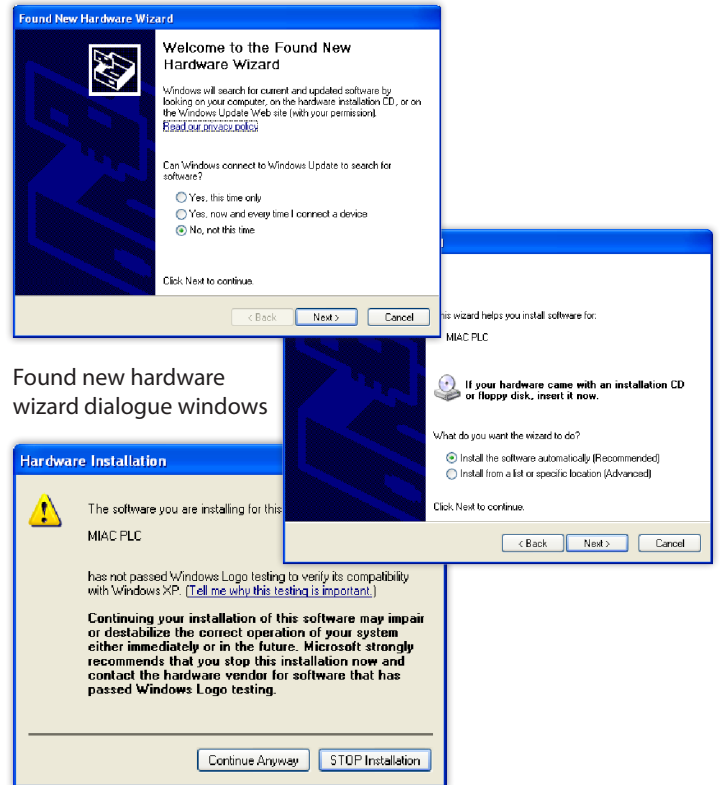 Found New Hardware Wizard
Welcome to the Found New
Hardware Wizard
Windows will search for current and updated software by
looking on your computer, on the hardware installation CD, or on
the Windows Update Web site (with your permission).
Read our privacy policy
Can Windows connect to Windows Update to search for
software?
Yes, this time only
Yes, now and every time I connect a device
No, not this time
Click Next to continue.
< Back
Next >
Cancel
This wizard helps you install software for:
MIAC PLC
If your hardware came with an installation CD
or floppy disk, insert it now.
What do you want the wizard to do?
Install the software automatically (Recommended)
Install from a list or specific location (Advanced)
Click Next to continue.
< Back
Next >
Cancel
Found new hardware
wizard dialogue windows
Hardware Installation
The software you are installing for this
MIAC PLC
has not passed Windows Logo testing to verify its compatibility
with Windows XP. (Tell me why this testing is important.)
Continuing your installation of this software may impair
or destabilize the correct operation of your system
either immediately or in the future. Microsoft strongly
recommends that you stop this installation now and
contact the hardware vendor for software that has
passed Windows Logo testing.
Continue Anyway
STOP Installation